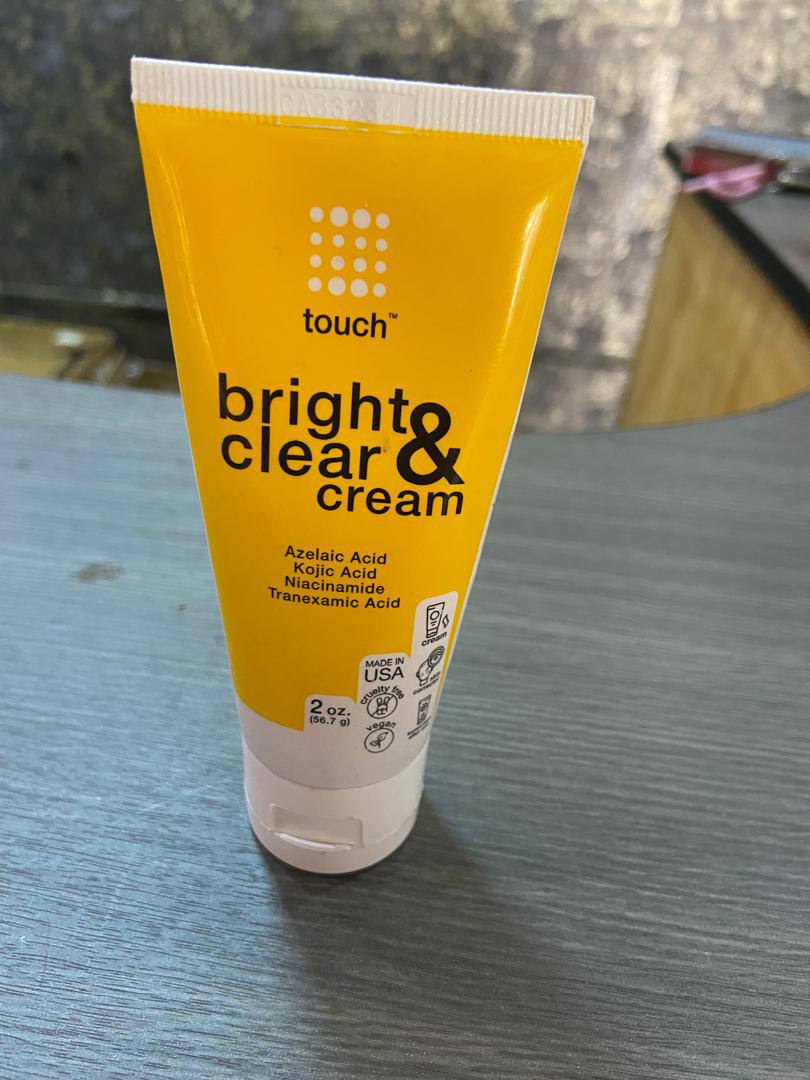 touch™
bright &
clear
cream
Azelaic Acid
Kojic Acid
Niacinamide
Tranexamic Acid
cream
MADE IN
USA
cruelty free
2 oz.
(56.7 g)
vegan